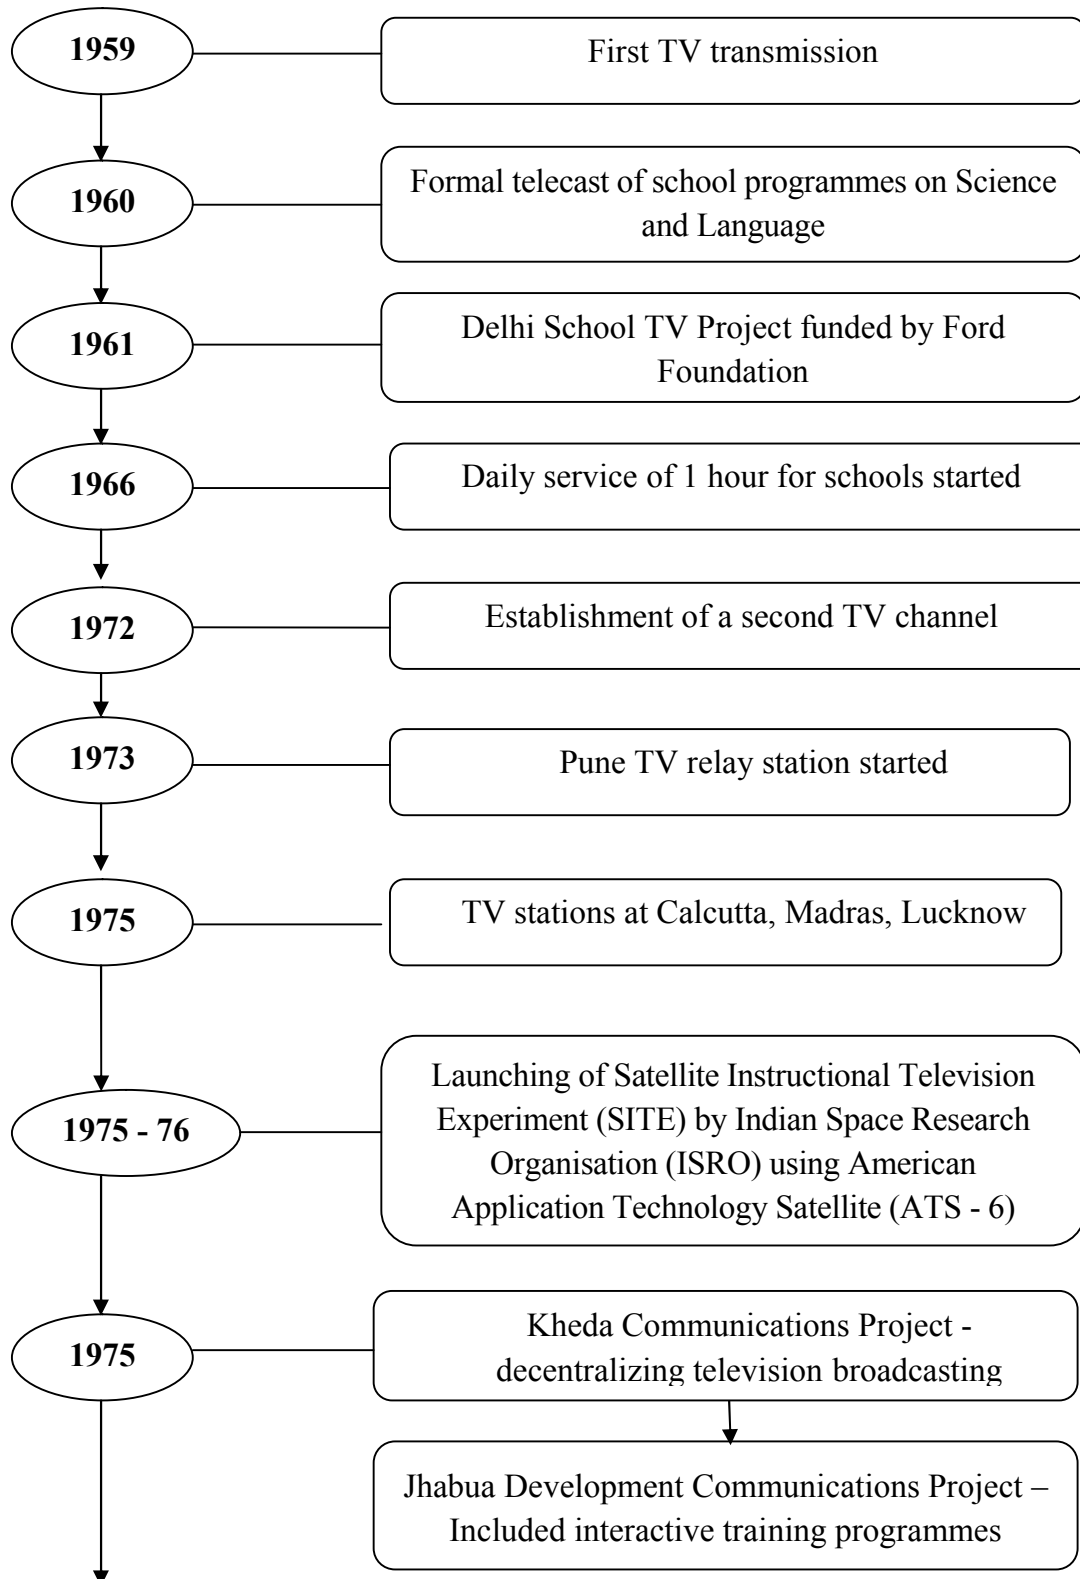 1959
First TV transmission
1960
Formal telecast of school programmes on Science
and Language
1961
Delhi School TV Project funded by Ford
Foundation
1966
Daily service of 1 hour for schools started
1972
Establishment of a second TV channel
1973
Pune TV relay station started
1975
TV stations at Calcutta, Madras, Lucknow
1975 - 76
Launching of Satellite Instructional Television
Experiment (SITE) by Indian Space Research
Organisation (ISRO) using American
Application Technology Satellite (ATS - 6)
1975
Kheda Communications Project -
decentralizing television broadcasting
Jhabua Development Communications Project –
Included interactive training programmes